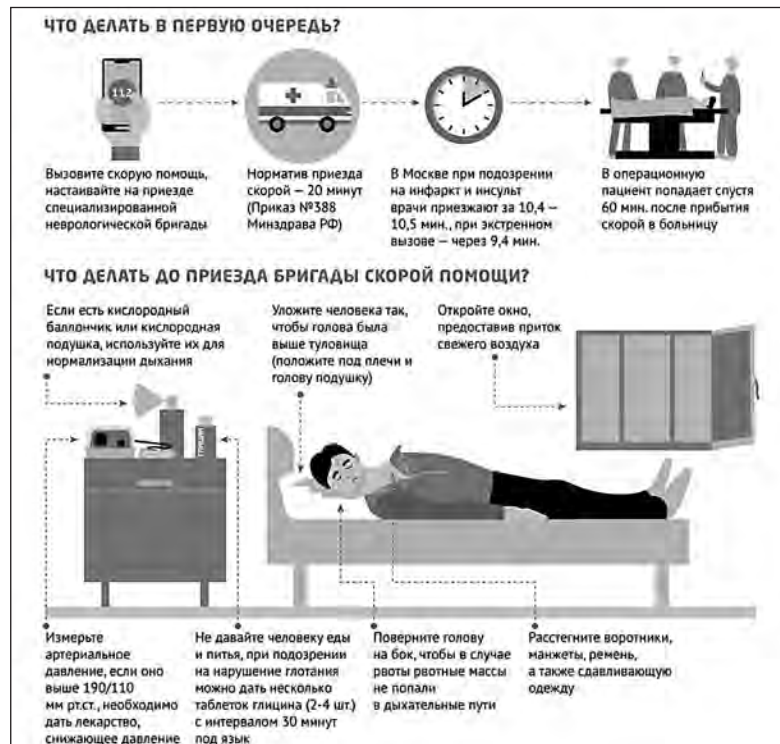 ЧТО ДЕЛАТЬ В ПЕРВУЮ ОЧЕРЕДЬ?
112
Вызовите скорую помощь,
настаивайте на приезде
специализированной
неврологической бригады
Норматив приезда
скорой — 20 минут
(Приказ №388
Минздрава РФ)
В Москве при подозрении
на инфаркт и инсульт
врачи приезжают за 10,4 —
10,5 мин., при экстренном
вызове — через 9,4 мин.
В операционную
пациент попадает спустя
60 мин. после прибытия
скорой в больницу
ЧТО ДЕЛАТЬ ДО ПРИЕЗДА БРИГАДЫ СКОРОЙ ПОМОЩИ?
Если есть кислородный
баллончик или кислородная
подушка, используйте их для
нормализации дыхания
Уложите человека так,
чтобы голова была
выше туловища
(положите под плечи и
голову подушку)
Откройте окно,
предоставив приток
свежего воздуха
ГЛИЦИН
Измерьте
артериальное
давление, если оно
выше 190/110
мм рт.ст., необходимо
дать лекарство,
снижающее давление
Не давайте человеку еды
и питья, при подозрении
на нарушение глотания
можно дать несколько
таблеток глицина (2-4 шт.)
с интервалом 30 минут
под язык
Поверните голову
на бок, чтобы в случае
рвоты рвотные массы
не попали
в дыхательные пути
Расстегните воротники,
манжеты, ремень,
а также сдавливающую
одежду